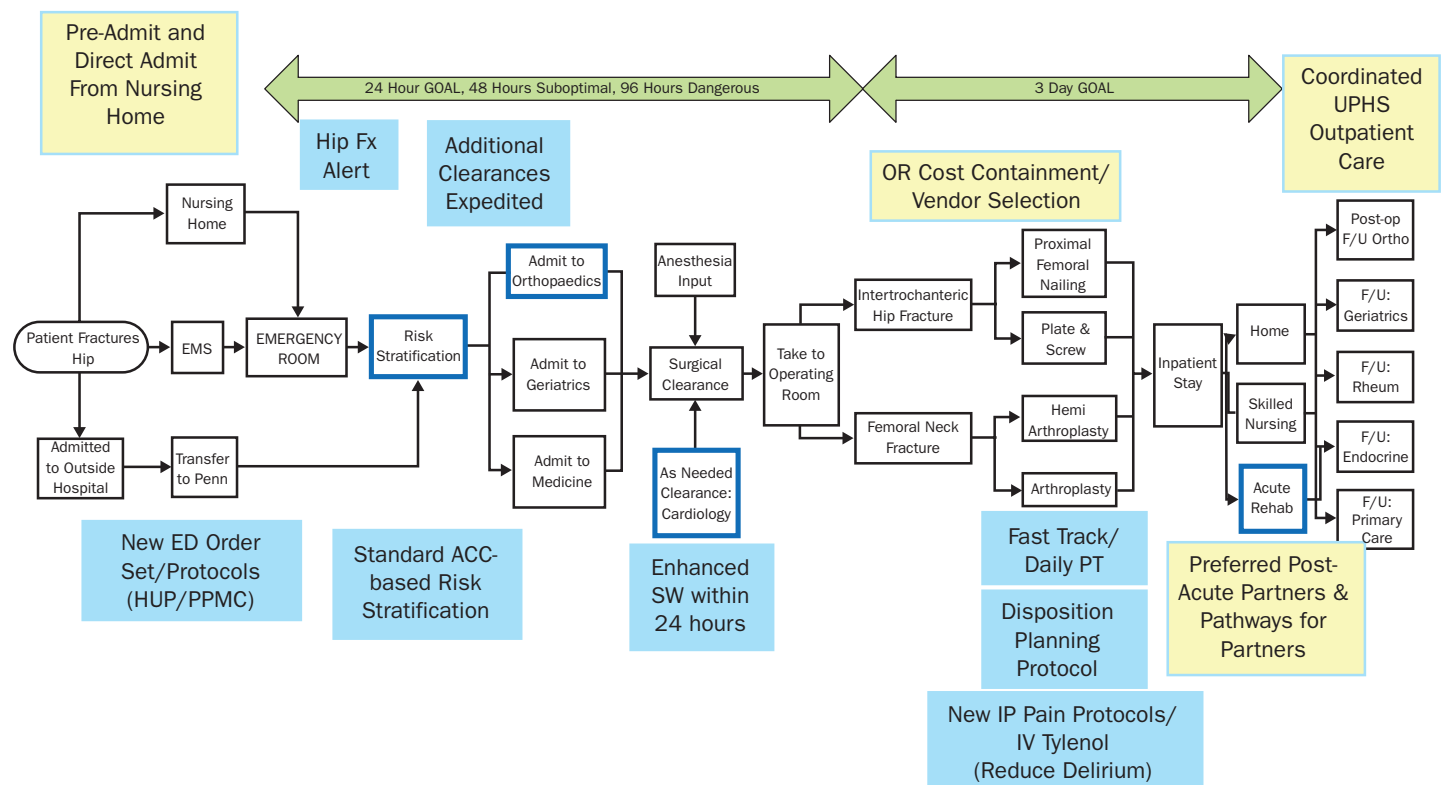 Pre-Admit and
Direct Admit
From Nursing
Home
24 Hour GOAL, 48 Hours Suboptimal, 96 Hours Dangerous
3 Day GOAL
Coordinated
UPHS
Outpatient
Care
Hip Fx
Alert
Additional
Clearances
Expedited
OR Cost Containment/
Vendor Selection
Nursing
Home
Patient Fractures
Hip
EMS
EMERGENCY
ROOM
Admitted
to Outside
Hospital
Transfer
to Penn
Risk
Stratification
Admit to
Orthopaedics
Admit to
Geriatrics
Admit to
Medicine
Anesthesia
Input
Surgical
Clearance
As Needed
Clearance:
Cardiology
Take to
Operating
Room
Intertrochanteric
Hip Fracture
Femoral Neck
Fracture
Proximal
Femoral
Nailing
Plate &
Screw
Hemi
Arthroplasty
Arthroplasty
Inpatient
Stay
Home
Skilled
Nursing
Acute
Rehab
Post-op
F/U Ortho
F/U:
Geriatrics
F/U:
Rheum
F/U:
Endocrine
F/U:
Primary
Care
New ED Order
Set/Protocols
(HUP/PPMC)
Standard ACC-
based Risk
Stratification
Enhanced
SW within
24 hours
Fast Track/
Daily PT
Disposition
Planning
Protocol
New IP Pain Protocols/
IV Tylenol
(Reduce Delirium)
Preferred Post-
Acute Partners &
Pathways for
Partners